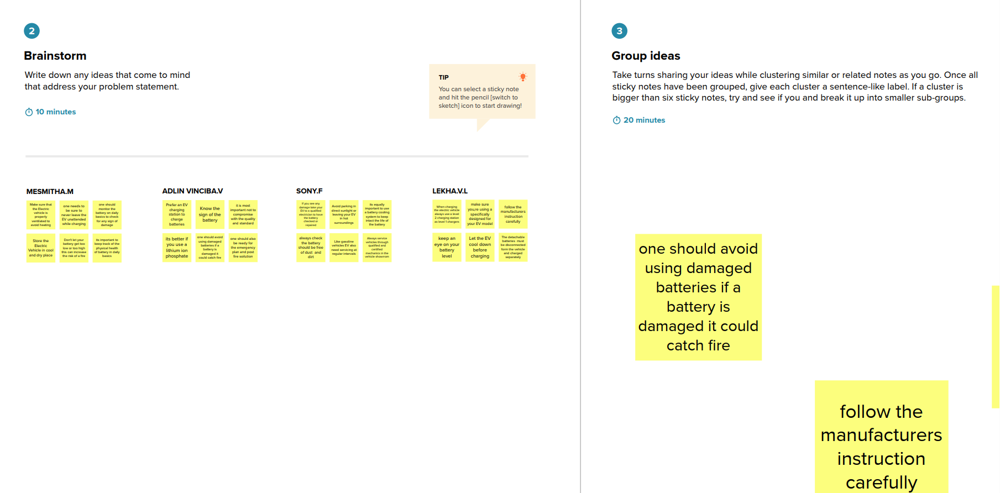 2
Brainstorm
Write down any ideas that come to mind
that address your problem statement.
10 minutes
TIP
You can select a sticky note
and hit the pencil [switch to
sketch] icon to start drawing!
MESMITHA.M
Make sure that
the Electric
vehicle is
properly
ventilated to
avoid heating
one needs to
be sure to
never leave the
EV unattended
while charging
one should
monitor the
battery on daily
basics to check
for any sign of
damage
Store the
Electric
Vehicle in cool
and dry place
Don't let your
battery get too
low or too high
this can increase
the risk of a fire
its important to
keep track of the
physical health
of battery in daily
basics
ADLIN VINCIBA.V
Prefer an EV
charging
station to
charge
batteries
Know the
sign of the
battery
it is most
important not to
compromise
with the quality
and standard
its better if
you use a
lithium ion
phosphate
one should avoid
using damaged
batteries if a
battery is
damaged it
could catch fire
one should also
be ready for
the emergency
plan and post
fire soilution
SONY.F
If you see any
damage take your
EV to a qualified
electrician to have
the battery
checked or
repaired
Avoid parking in
direct sunlight or
leaving your EV
in hot
surroundings
its equally
important to use
a battery cooling
system to keep
intact the life of
the battery
always check
the battery
should be free
of dust and
dirt
Like gasoline
vehicles EV also
need servicing at
regular intervals
Always service
vehicles through
qualified and
certified
mechanics in the
vehicle showrrom
LEKHA.V.L
When charging
the electric vehicle
always use a level
2 charging station
as level 1 chargers
make sure
you,re using a
specifically
designed for
your EV model
follow the
manufacturers
instruction
carefully
keep an
eye on your
battery
level
Let the EV
cool down
before
charging
The detachable
batteries must
be disconnected
form the vehicle
and charged
separately
3
Group ideas
Take turns sharing your ideas while clustering similar or related notes as you go. Once all
sticky notes have been grouped, give each cluster a sentence-like label. If a cluster is
bigger than six sticky notes, try and see if you and break it up into smaller sub-groups.
20 minutes
one should avoid
using damaged
batteries if a
battery is
damaged it could
catch fire
follow the
manufacturers
instruction
carefully